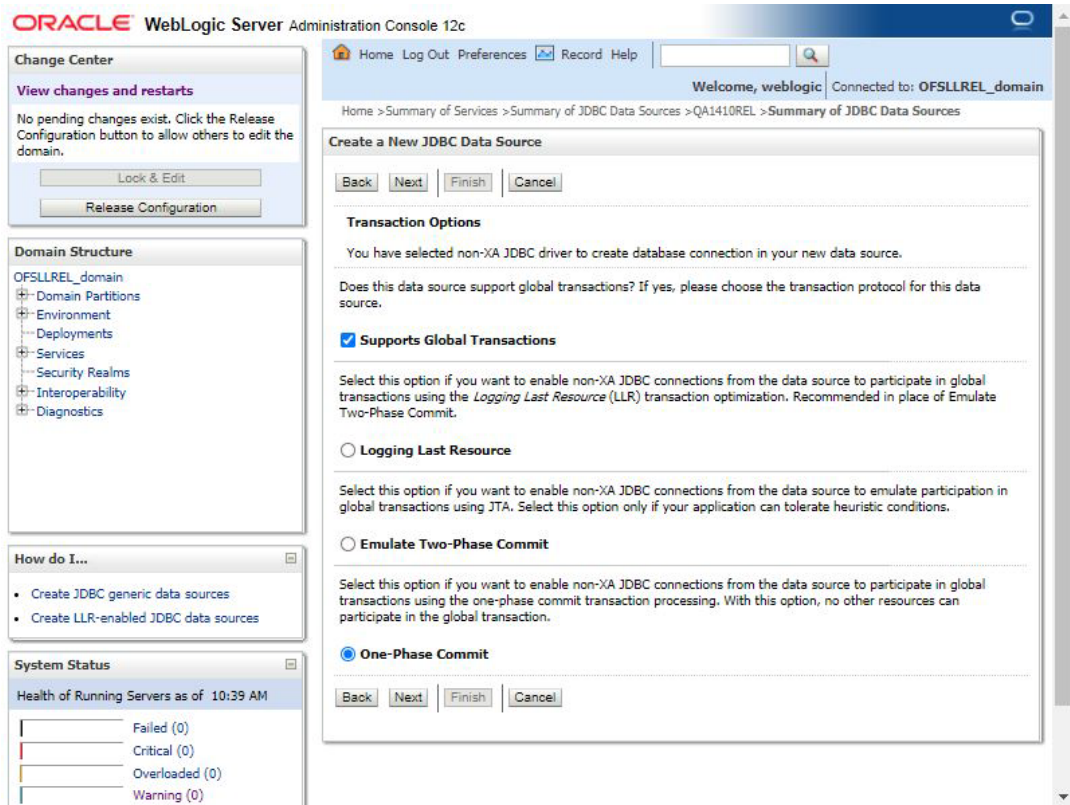 ORACLE WebLogic Server Administration Console 12c
Change Center
View changes and restarts
No pending changes exist. Click the Release
Configuration button to allow others to edit the
domain.
Lock & Edit
Release Configuration
Domain Structure
OFSLLREL_domain
Domain Partitions
Environment
Deployments
Services
Security Realms
Interoperability
Diagnostics
How do I...
Create JDBC generic data sources
Create LLR-enabled JDBC data sources
System Status
Health of Running Servers as of 10:39 AM
Failed (0)
Critical (0)
Overloaded (0)
Warning (0)
Home Log Out Preferences Record Help
Welcome, weblogic Connected to: OFSLLREL_domain
Home >Summary of Services >Summary of JDBC Data Sources >QA1410REL >Summary of JDBC Data Sources
Create a New JDBC Data Source
Back Next Finish Cancel
Transaction Options
You have selected non-XA JDBC driver to create database connection in your new data source.
Does this data source support global transactions? If yes, please choose the transaction protocol for this data
source.
Supports Global Transactions
Select this option if you want to enable non-XA JDBC connections from the data source to participate in global
transactions using the Logging Last Resource (LLR) transaction optimization. Recommended in place of Emulate
Two-Phase Commit.
Logging Last Resource
Select this option if you want to enable non-XA JDBC connections from the data source to emulate participation in
global transactions using JTA. Select this option only if your application can tolerate heuristic conditions.
Emulate Two-Phase Commit
Select this option if you want to enable non-XA JDBC connections from the data source to participate in global
transactions using the one-phase commit transaction processing. With this option, no other resources can
participate in the global transaction.
One-Phase Commit
Back Next Finish Cancel